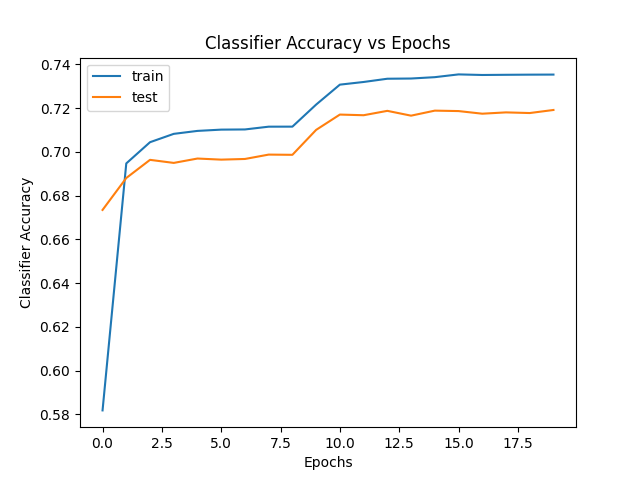 Classifier Accuracy vs Epochs
train
test
0.74
0.72
0.70
0.68
0.66
0.64
0.62
0.60
0.58
Classifier Accuracy
0.0 2.5 5.0 7.5 10.0 12.5 15.0 17.5
Epochs